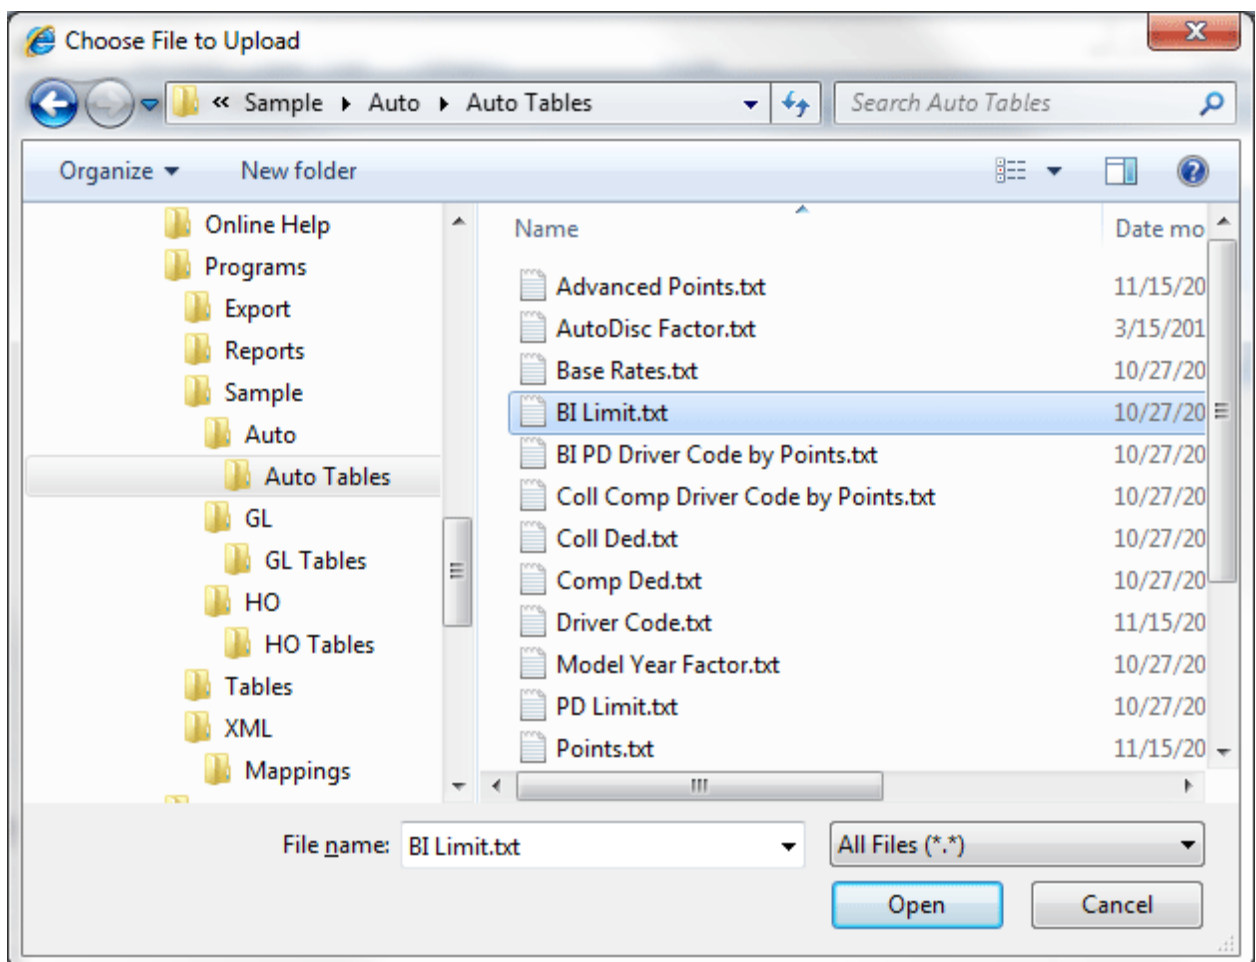 Choose File to Upload
« Sample Auto Auto Tables Search Auto Tables
Organize New folder
Online Help
Programs
Export
Reports
Sample
Auto
Auto Tables
GL
GL Tables
HO
HO Tables
Tables
XML
Mappings
Name Date mo
Advanced Points.txt 11/15/20
AutoDisc Factor.txt 3/15/201
Base Rates.txt 10/27/20
BI Limit.txt 10/27/20
BI PD Driver Code by Points.txt 10/27/20
Coll Comp Driver Code by Points.txt 10/27/20
Coll Ded.txt 10/27/20
Comp Ded.txt 10/27/20
Driver Code.txt 11/15/20
Model Year Factor.txt 10/27/20
PD Limit.txt 10/27/20
Points.txt 11/15/20
File name: BI Limit.txt All Files (*.*)
Open Cancel